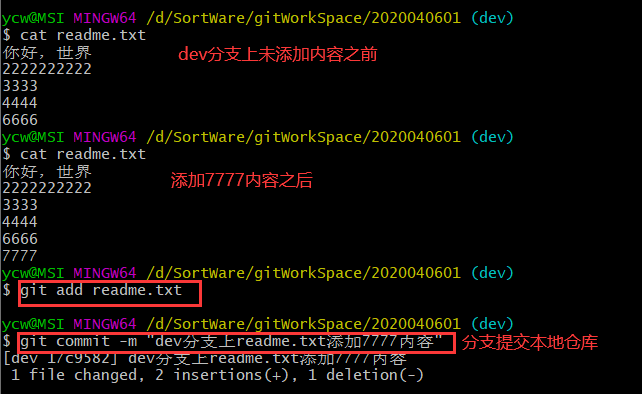 ycw@MSI MINGW64 /d/SortWare/gitWorkSpace/2020040601 (dev)
$ cat readme.txt
你好，世界 dev分支上未添加内容之前
2222222222
3333
4444
6666
ycw@MSI MINGW64 /d/SortWare/gitWorkSpace/2020040601 (dev)
$ cat readme.txt
你好，世界 添加7777内容之后
2222222222
3333
4444
6666
7777
ycw@MSI MINGW64 /d/SortWare/gitWorkSpace/2020040601 (dev)
$ git add readme.txt
ycw@MSI MINGW64 /d/SortWare/gitWorkSpace/2020040601 (dev)
$ git commit -m "dev分支上readme.txt添加7777内容" 分支提交本地仓库
[dev 17c9582] dev分支上readme.txt添加7777内容
1 file changed, 2 insertions(+), 1 deletion(-)